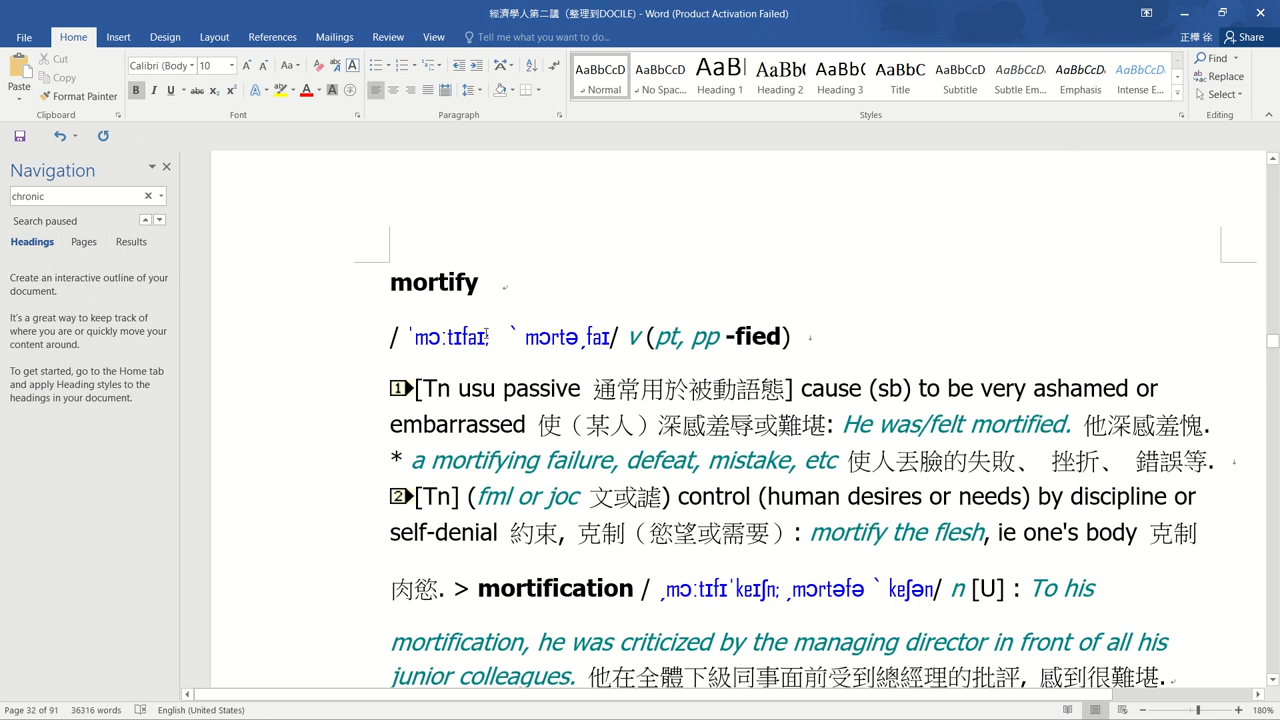 經濟學人第二講（整理到DOCILE) - Word (Product Activation Failed)
File Home Insert Design Layout References Mailings Review View Tell me what you want to do... 正樺 徐 Share
Paste Cut Copy Format Painter Clipboard
Calibri (Body 10 Font
Paragraph
AaBbCcD Normal AaBbCcD No Spac... AaBl Heading 1 AaBb( Heading 2 AaBb( Heading 3 AaBbC Title AaBbCcD Subtitle AaBbCcD Subtle Em... AaBbCcD Emphasis AaBbCcD Intense E... Styles
Find Replace Select Editing
Navigation
chronic
Search paused
Headings Pages Results
Create an interactive outline of your
document.
It's a great way to keep track of
where you are or quickly move your
content around.
To get started, go to the Home tab
and apply Heading styles to the
headings in your document.
mortify
/ ˈmɔːtɪfaɪ; ˋmɔrtəˏfaɪ/ v (pt, pp -fied)
1 [Tn usu passive 通常用於被動語態] cause (sb) to be very ashamed or
embarrassed 使（某人）深感羞辱或難堪: He was/felt mortified. 他深感羞愧.
* a mortifying failure, defeat, mistake, etc 使人丟臉的失敗、 挫折、 錯誤等.
2 [Tn] (fml or joc 文或謔) control (human desires or needs) by discipline or
self-denial 約束, 克制（慾望或需要）: mortify the flesh, ie one's body 克制
肉慾. > mortification / ˏmɔːtɪfɪˈkeɪʃn; ˏmɔrtəfəˋkeʃən/ n [U] : To his
mortification, he was criticized by the managing director in front of all his
junior colleagues. 他在全體下級同事面前受到總經理的批評, 感到很難堪.
Page 32 of 91 36316 words English (United States) 180%